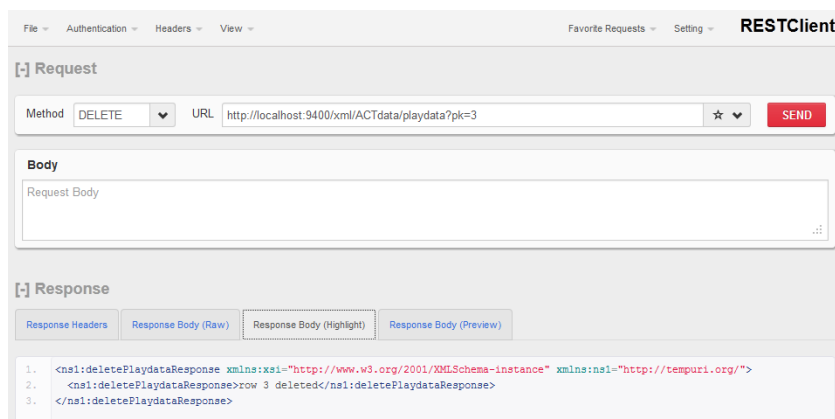 File Authentication Headers View Favorite Requests Setting RESTClient
[-] Request
Method DELETE URL http://localhost:9400/xml/ACTdata/playdata?pk=3 SEND
Body
Request Body
[-] Response
Response Headers Response Body (Raw) Response Body (Highlight) Response Body (Preview)
1. <ns1:deletePlaydataResponse xmlns:xsi="http://www.w3.org/2001/XMLSchema-instance" xmlns:ns1="http://tempuri.org/">
2. <ns1:deletePlaydataResponse>row 3 deleted</ns1:deletePlaydataResponse>
3. </ns1:deletePlaydataResponse>